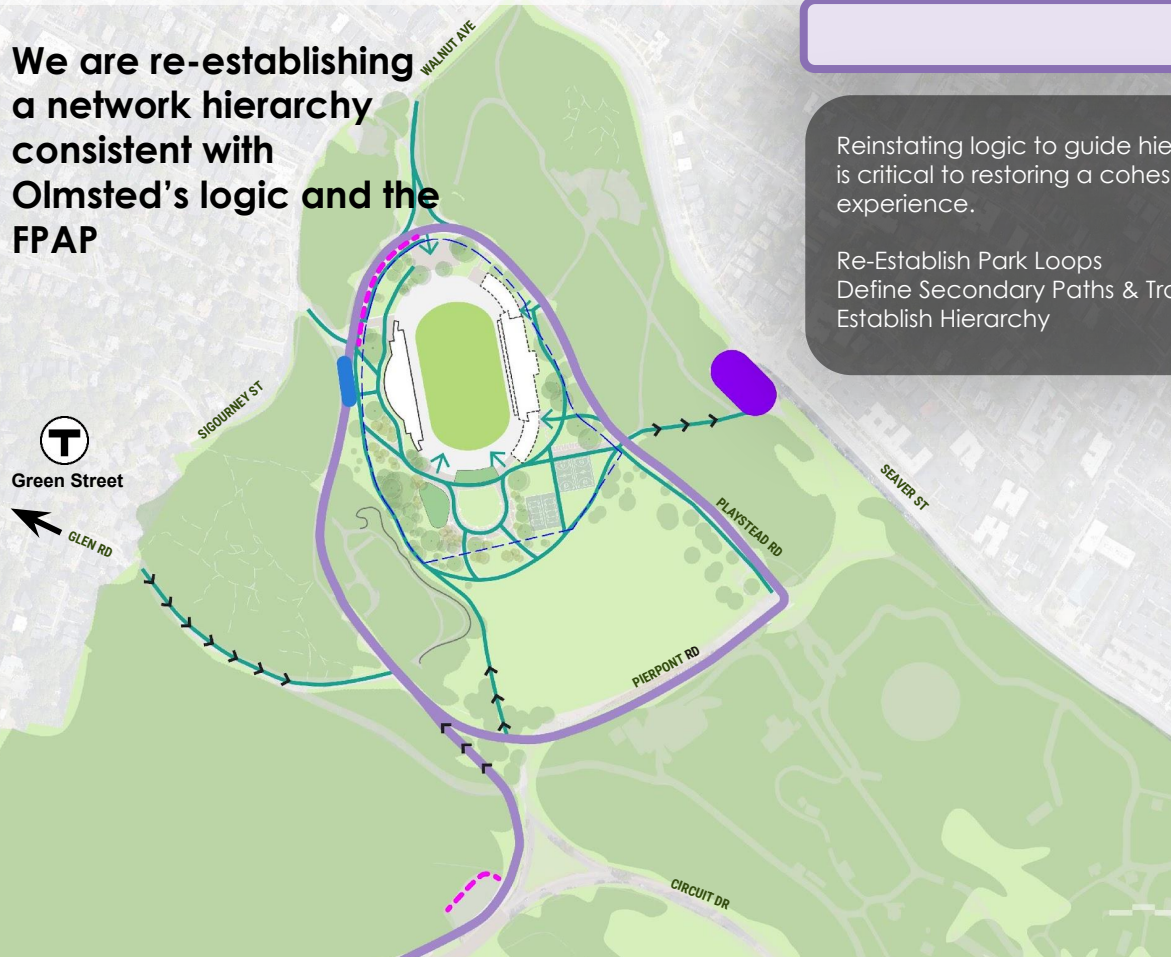 We are re-establishing
a network hierarchy
consistent with
Olmsted's logic and the
FPAP
WALNUT AVE
Reinstating logic to guide hie
is critical to restoring a cohes
experience.
Re-Establish Park Loops
Define Secondary Paths & Tra
Establish Hierarchy
SIGOURNEY ST
T
Green Street
GLEN RD
SEAVER ST
PLAYSTEAD RD
PIERPONT RD
CIRCUIT DR